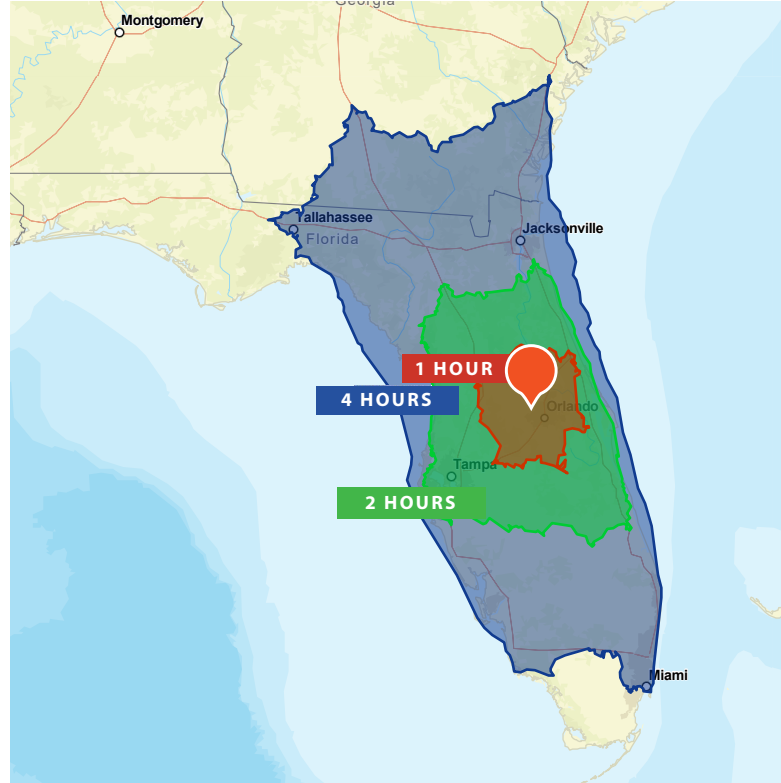 Georgia
Montgomery
Tallahassee
Florida
Jacksonville
1 HOUR
4 HOURS
Orlando
Tampa
2 HOURS
Miami